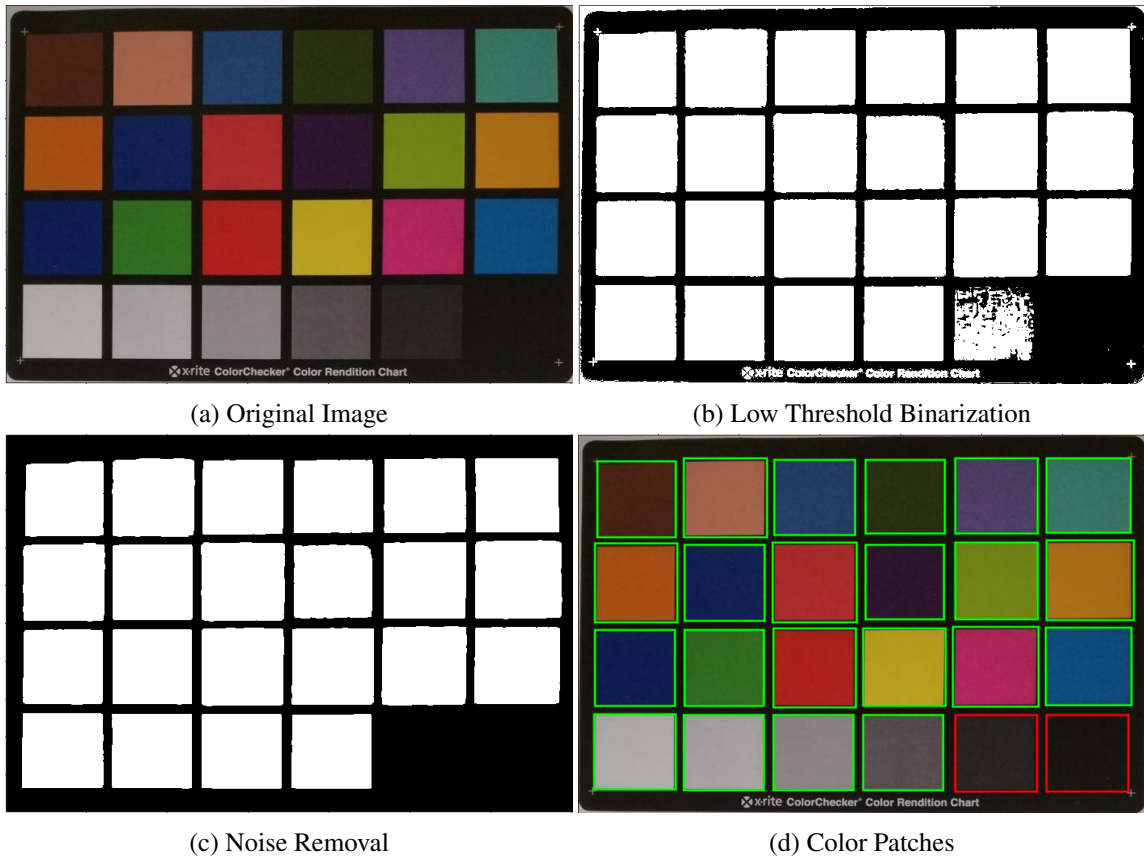 x-rite ColorChecker® Color Rendition Chart
x-rite ColorChecker® Color Rendition Chart
(a) Original Image
(b) Low Threshold Binarization
x-rite ColorChecker® Color Rendition Chart
(c) Noise Removal
(d) Color Patches